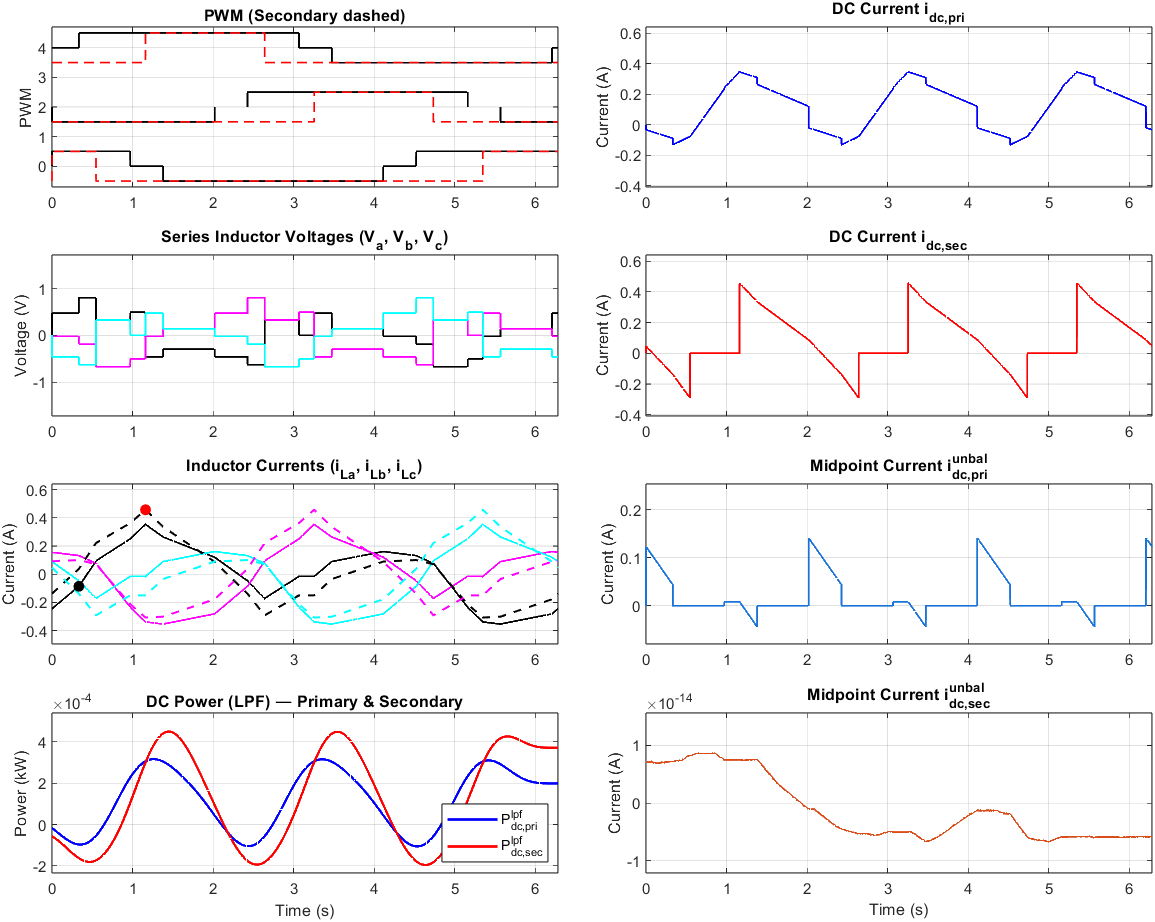 PWM (Secondary dashed)
PWM
4
3
2
1
0
0 1 2 3 4 5 6
DC Current i_dc,pri
Current (A)
0.6
0.4
0.2
0
-0.2
-0.4
0 1 2 3 4 5 6
Series Inductor Voltages (V_a, V_b, V_c)
Voltage (V)
1
0
-1
0 1 2 3 4 5 6
DC Current i_dc,sec
Current (A)
0.6
0.4
0.2
0
-0.2
-0.4
0 1 2 3 4 5 6
Inductor Currents (i_La, i_Lb, i_Lc)
Current (A)
0.6
0.4
0.2
0
-0.2
-0.4
0 1 2 3 4 5 6
Midpoint Current i^unbal_dc,pri
Current (A)
0.2
0.1
0
0 1 2 3 4 5 6
DC Power (LPF) — Primary & Secondary
×10^-4
Power (kW)
4
2
0
-2
P^lpf_dc,pri
P^lpf_dc,sec
0 1 2 3 4 5 6
Time (s)
Midpoint Current i^unbal_dc,sec
×10^-14
Current (A)
1
0
-1
0 1 2 3 4 5 6
Time (s)